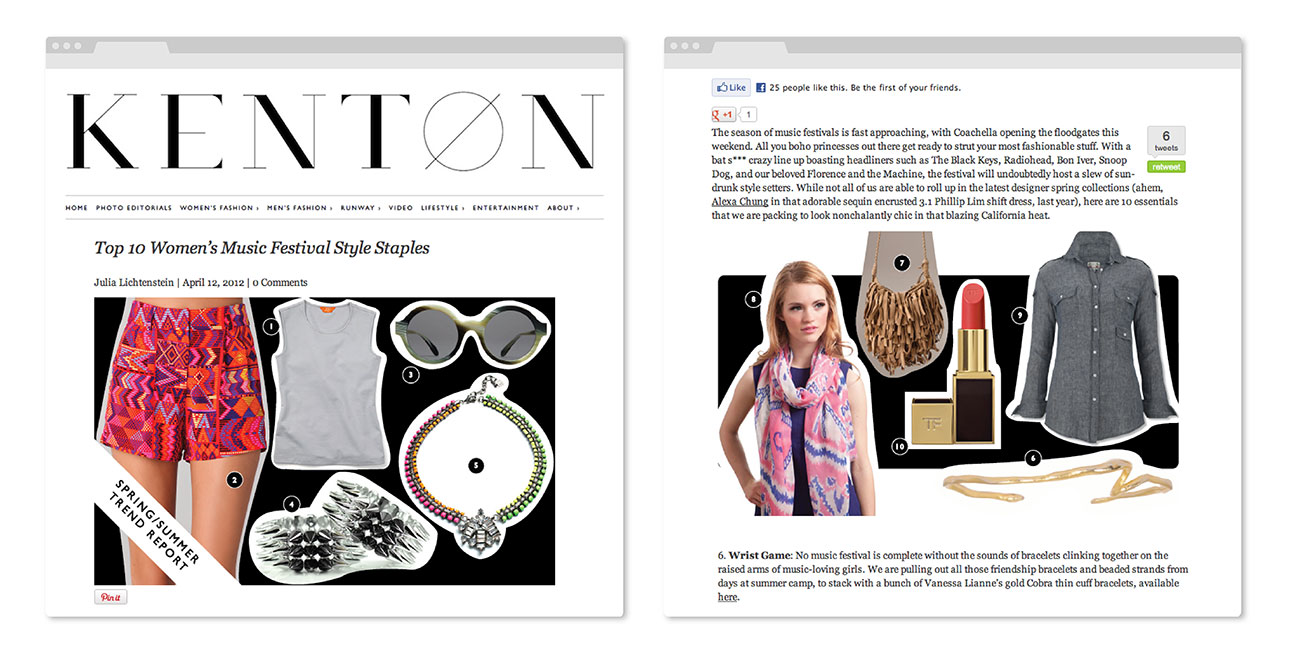 KENTØN
HOME PHOTO EDITORIALS WOMEN'S FASHION › MEN'S FASHION › RUNWAY › VIDEO LIFESTYLE › ENTERTAINMENT ABOUT ›
Top 10 Women's Music Festival Style Staples
Julia Lichtenstein | April 12, 2012 | 0 Comments
1
3
2
5
4
SPRING/SUMMER
TREND REPORT
Pin it
Like 25 people like this. Be the first of your friends.
+1 1
The season of music festivals is fast approaching, with Coachella opening the floodgates this
weekend. All you boho princesses out there get ready to strut your most fashionable stuff. With a
bat s*** crazy line up boasting headliners such as The Black Keys, Radiohead, Bon Iver, Snoop
Dog, and our beloved Florence and the Machine, the festival will undoubtedly host a slew of sun-
drunk style setters. While not all of us are able to roll up in the latest designer spring collections (ahem,
Alexa Chung in that adorable sequin encrusted 3.1 Phillip Lim shift dress, last year), here are 10 essentials
that we are packing to look nonchalantly chic in that blazing California heat.
6
tweets
retweet
7
8
9
TF
10
6
6. Wrist Game: No music festival is complete without the sounds of bracelets clinking together on the
raised arms of music-loving girls. We are pulling out all those friendship bracelets and beaded strands from
days at summer camp, to stack with a bunch of Vanessa Lianne's gold Cobra thin cuff bracelets, available
here.